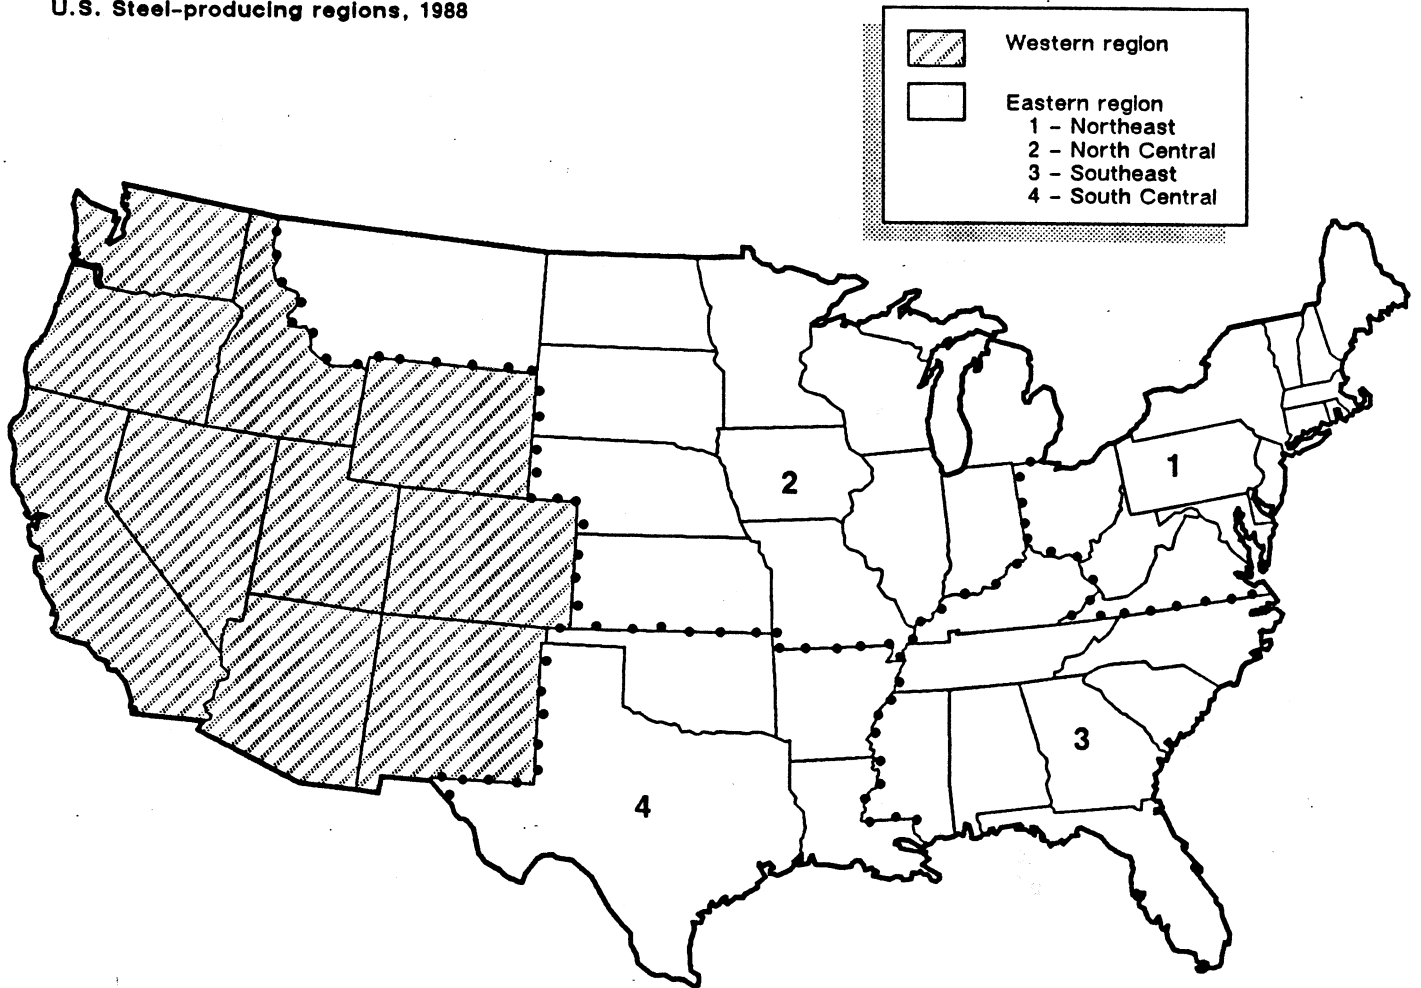 U.S. Steel-producing regions, 1988
Western region
Eastern region
1 - Northeast
2 - North Central
3 - Southeast
4 - South Central
1
2
3
4